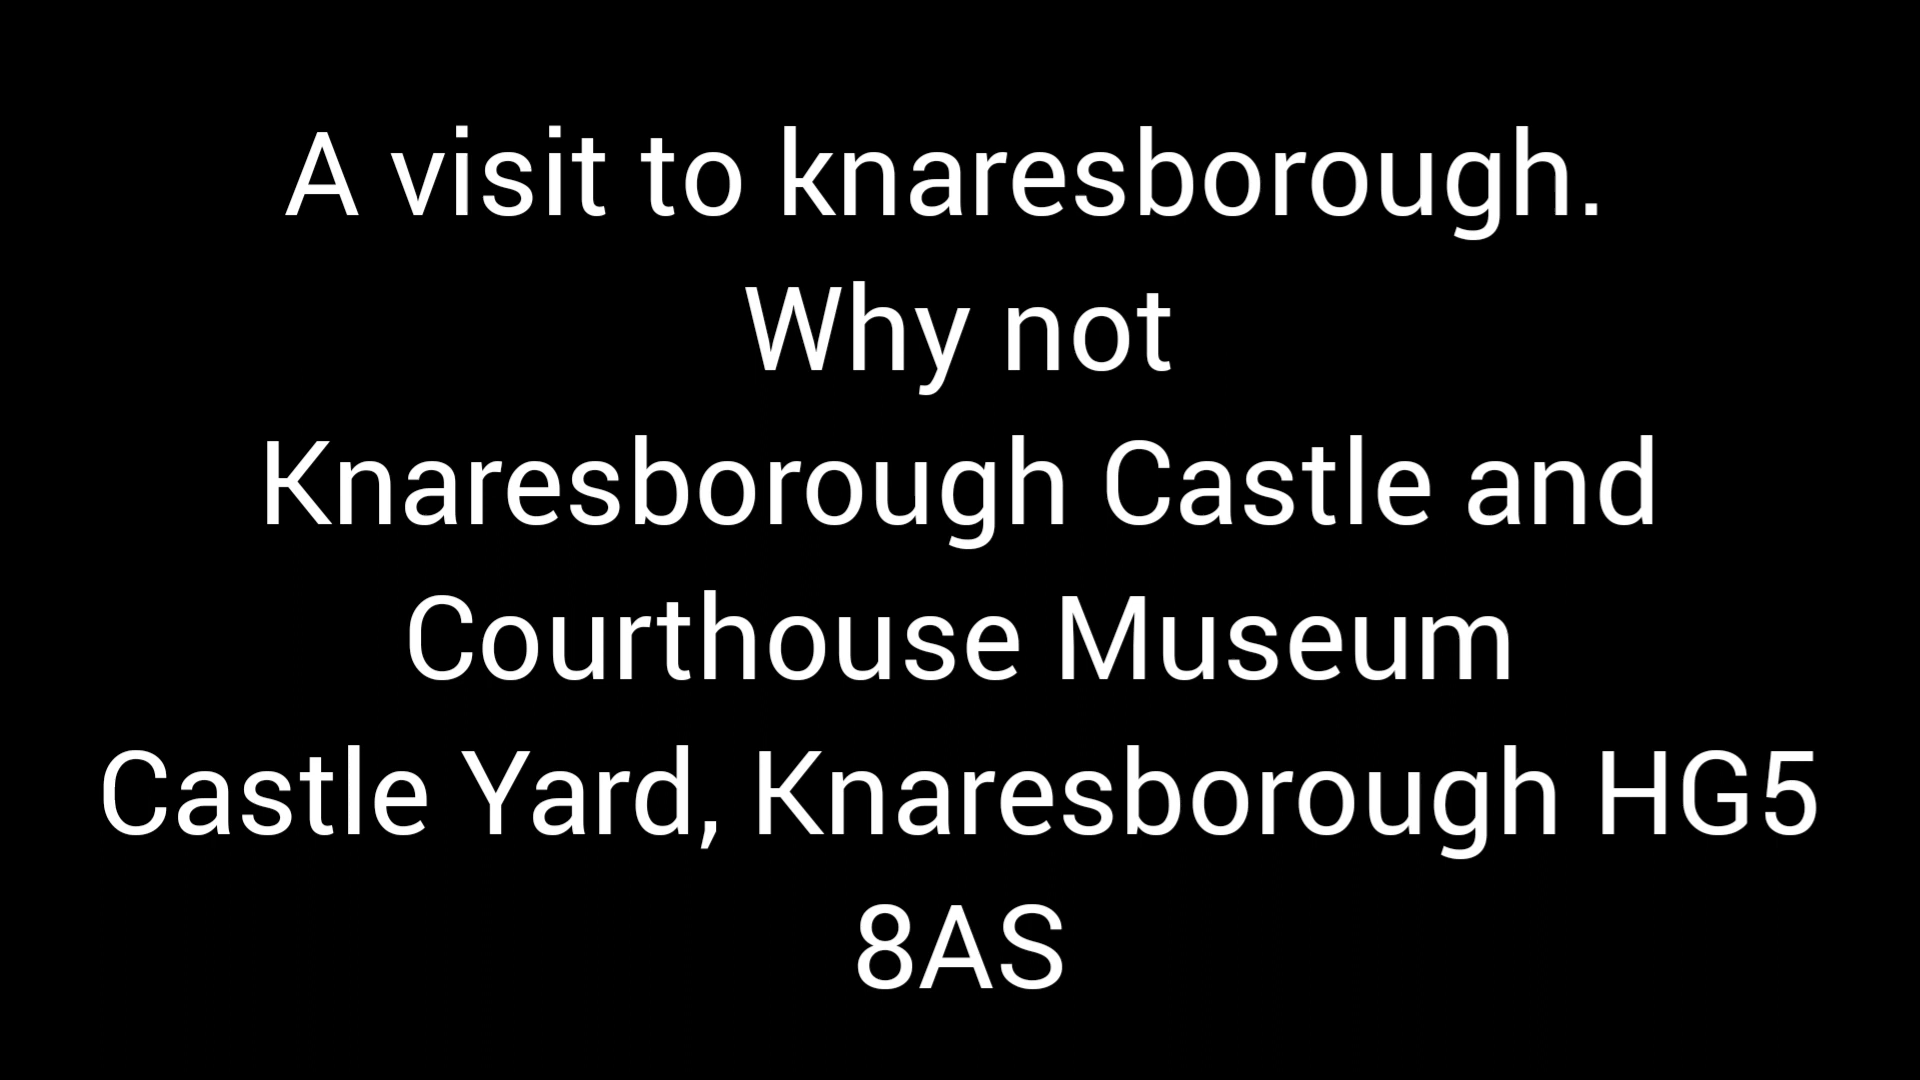 A visit to knaresborough.
Why not
Knaresborough Castle and
Courthouse Museum
Castle Yard, Knaresborough HG5
8AS